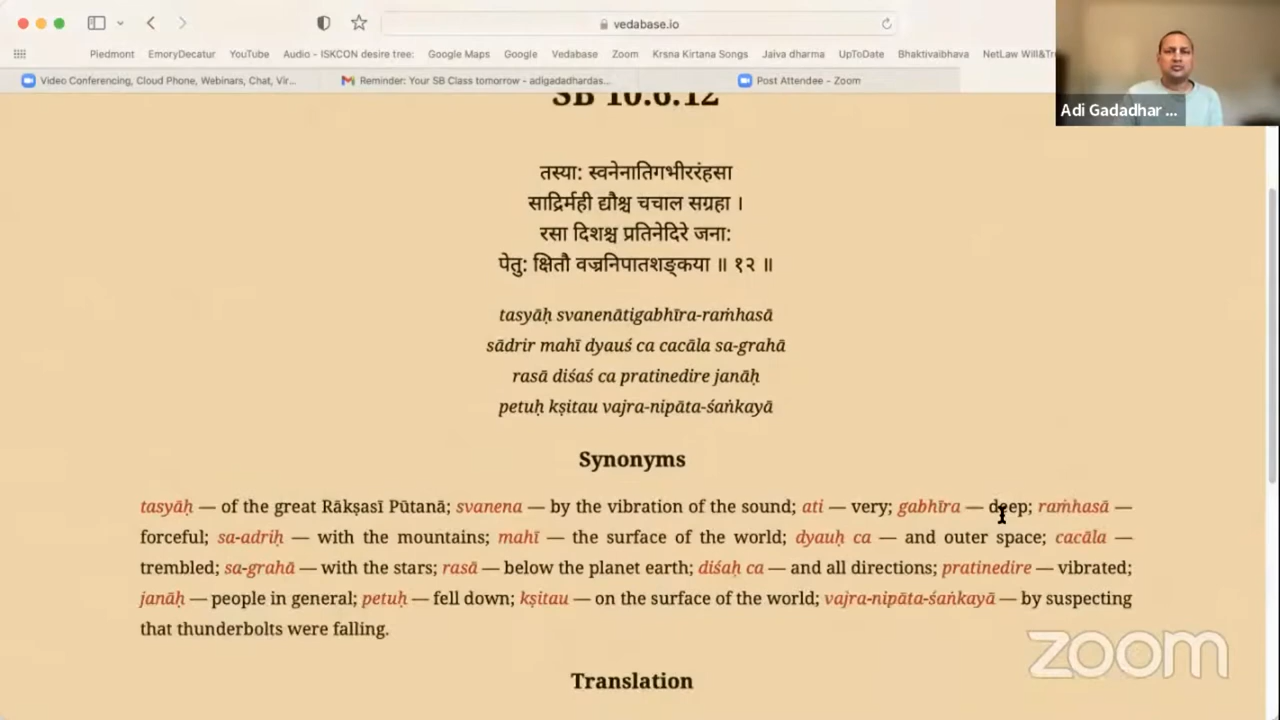 vedabase.io
Piedmont EmoryDecatur YouTube Audio - ISKCON desire tree: Google Maps Google Vedabase Zoom Krsna Kirtana Songs Jaiva dharma UpToDate Bhaktivaibhava NetLaw Will&Tr
Video Conferencing, Cloud Phone, Webinars, Chat, Vir... Reminder: Your SB Class tomorrow - adigadadhardas... Post Attendee - Zoom
Adi Gadadhar ...
SB 10.6.12
तस्या: स्वनेनातिगभीररंहसा
साद्रिर्मही द्यौश्च चचाल सग्रहा ।
रसा दिशश्च प्रतिनेदिरे जना:
पेतु: क्षितौ वज्रनिपातशङ्कया ॥ १२ ॥
tasyāḥ svanenātigabhīra-raṁhasā
sādrir mahī dyauś ca cacāla sa-grahā
rasā diśaś ca pratinedire janāḥ
petuḥ kṣitau vajra-nipāta-śaṅkayā
Synonyms
tasyāḥ — of the great Rākṣasī Pūtanā; svanena — by the vibration of the sound; ati — very; gabhīra — deep; raṁhasā —
forceful; sa-adriḥ — with the mountains; mahī — the surface of the world; dyauḥ ca — and outer space; cacāla —
trembled; sa-grahā — with the stars; rasā — below the planet earth; diśaḥ ca — and all directions; pratinedire — vibrated;
janāḥ — people in general; petuḥ — fell down; kṣitau — on the surface of the world; vajra-nipāta-śaṅkayā — by suspecting
that thunderbolts were falling.
zoom
Translation